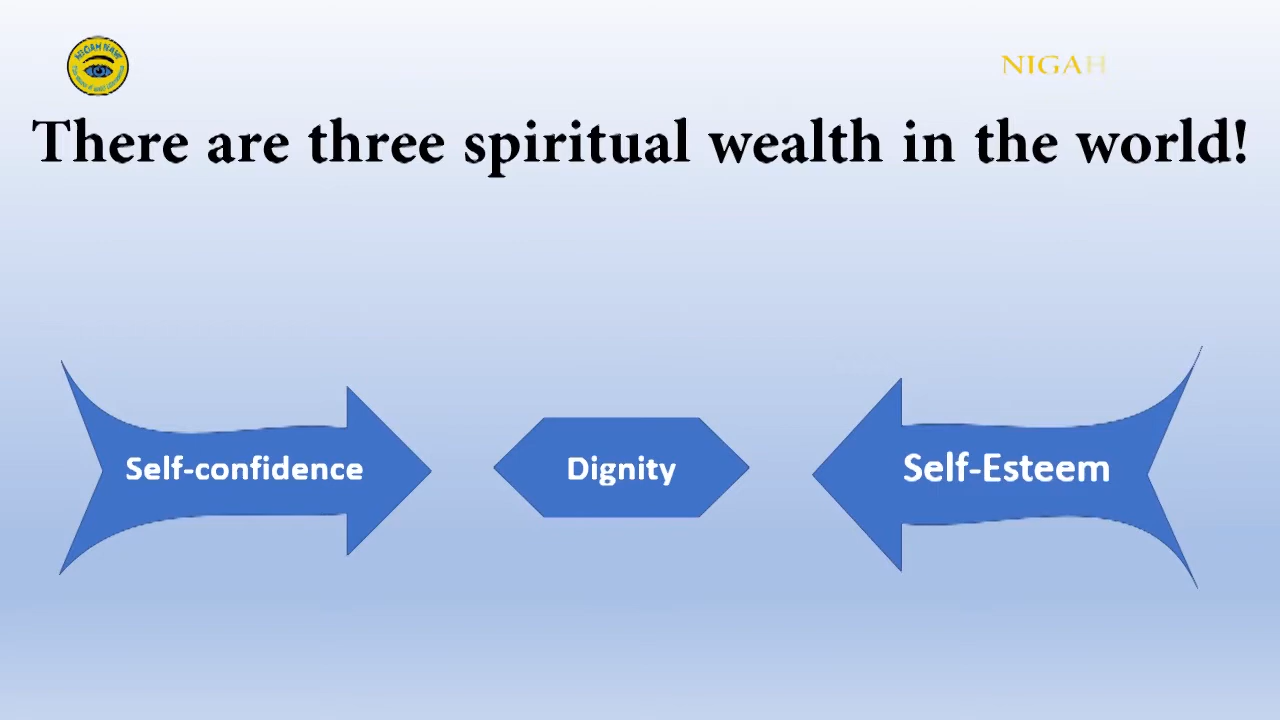 NIGAH
There are three spiritual wealth in the world!
Self-confidence
Dignity
Self-Esteem